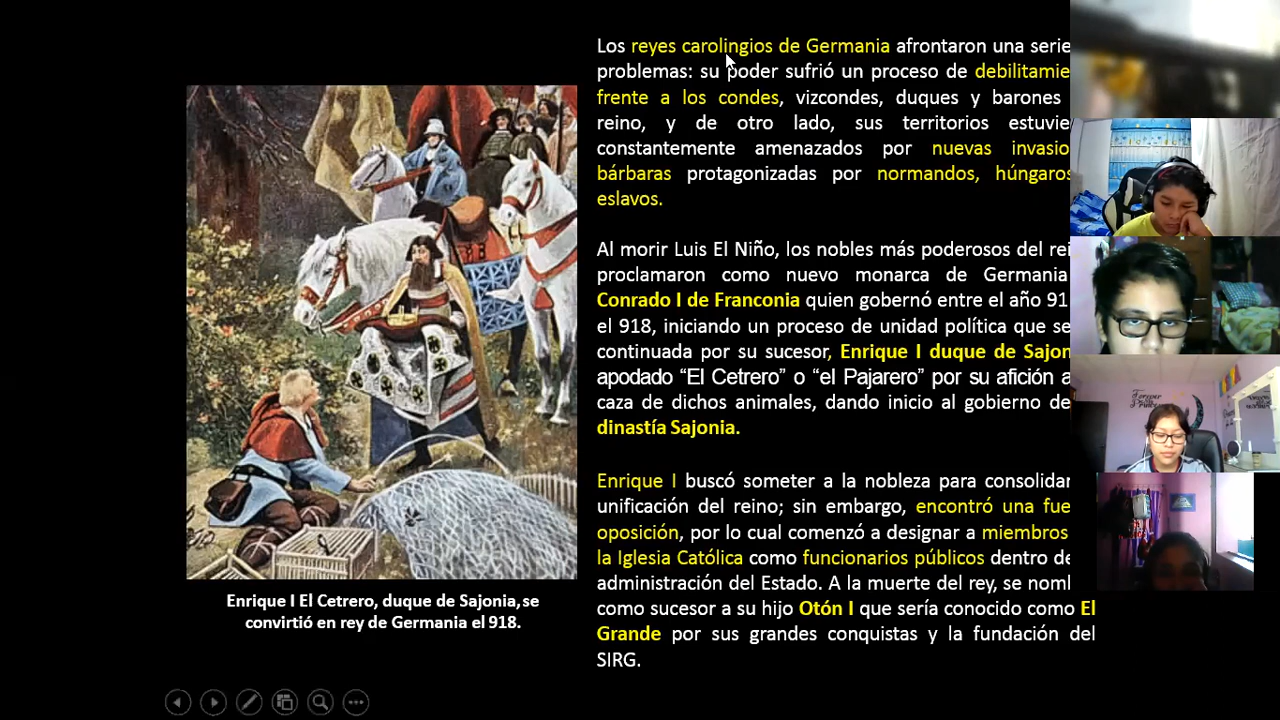 Los reyes carolingios de Germania afrontaron una serie
problemas: su poder sufrió un proceso de
frente a los condes, vizcondes, duques y barones
reino, y de otro lado, sus territorios
constantemente amenazados por nuevas
bárbaras protagonizadas por normandos, húngaros
eslavos.
Al morir Luis El Niño, los nobles más poderosos del
proclamaron como nuevo monarca de Germania
Conrado I de Franconia quien gobernó entre el año
el 918, iniciando un proceso de unidad política que
continuada por su sucesor, Enrique I duque de
apodado “El Cetrero” o “el Pajarero” por su afición a
caza de dichos animales, dando inicio al gobierno
dinastía Sajonia.
Enrique I buscó someter a la nobleza para consolidar
unificación del reino; sin embargo, encontró una
oposición, por lo cual comenzó a designar a miembros
la Iglesia Católica como funcionarios públicos dentro
administración del Estado. A la muerte del rey, se
como sucesor a su hijo Otón I que sería conocido como El
Grande por sus grandes conquistas y la fundación del
SIRG.
Enrique I El Cetrero, duque de Sajonia, se
convirtió en rey de Germania el 918.